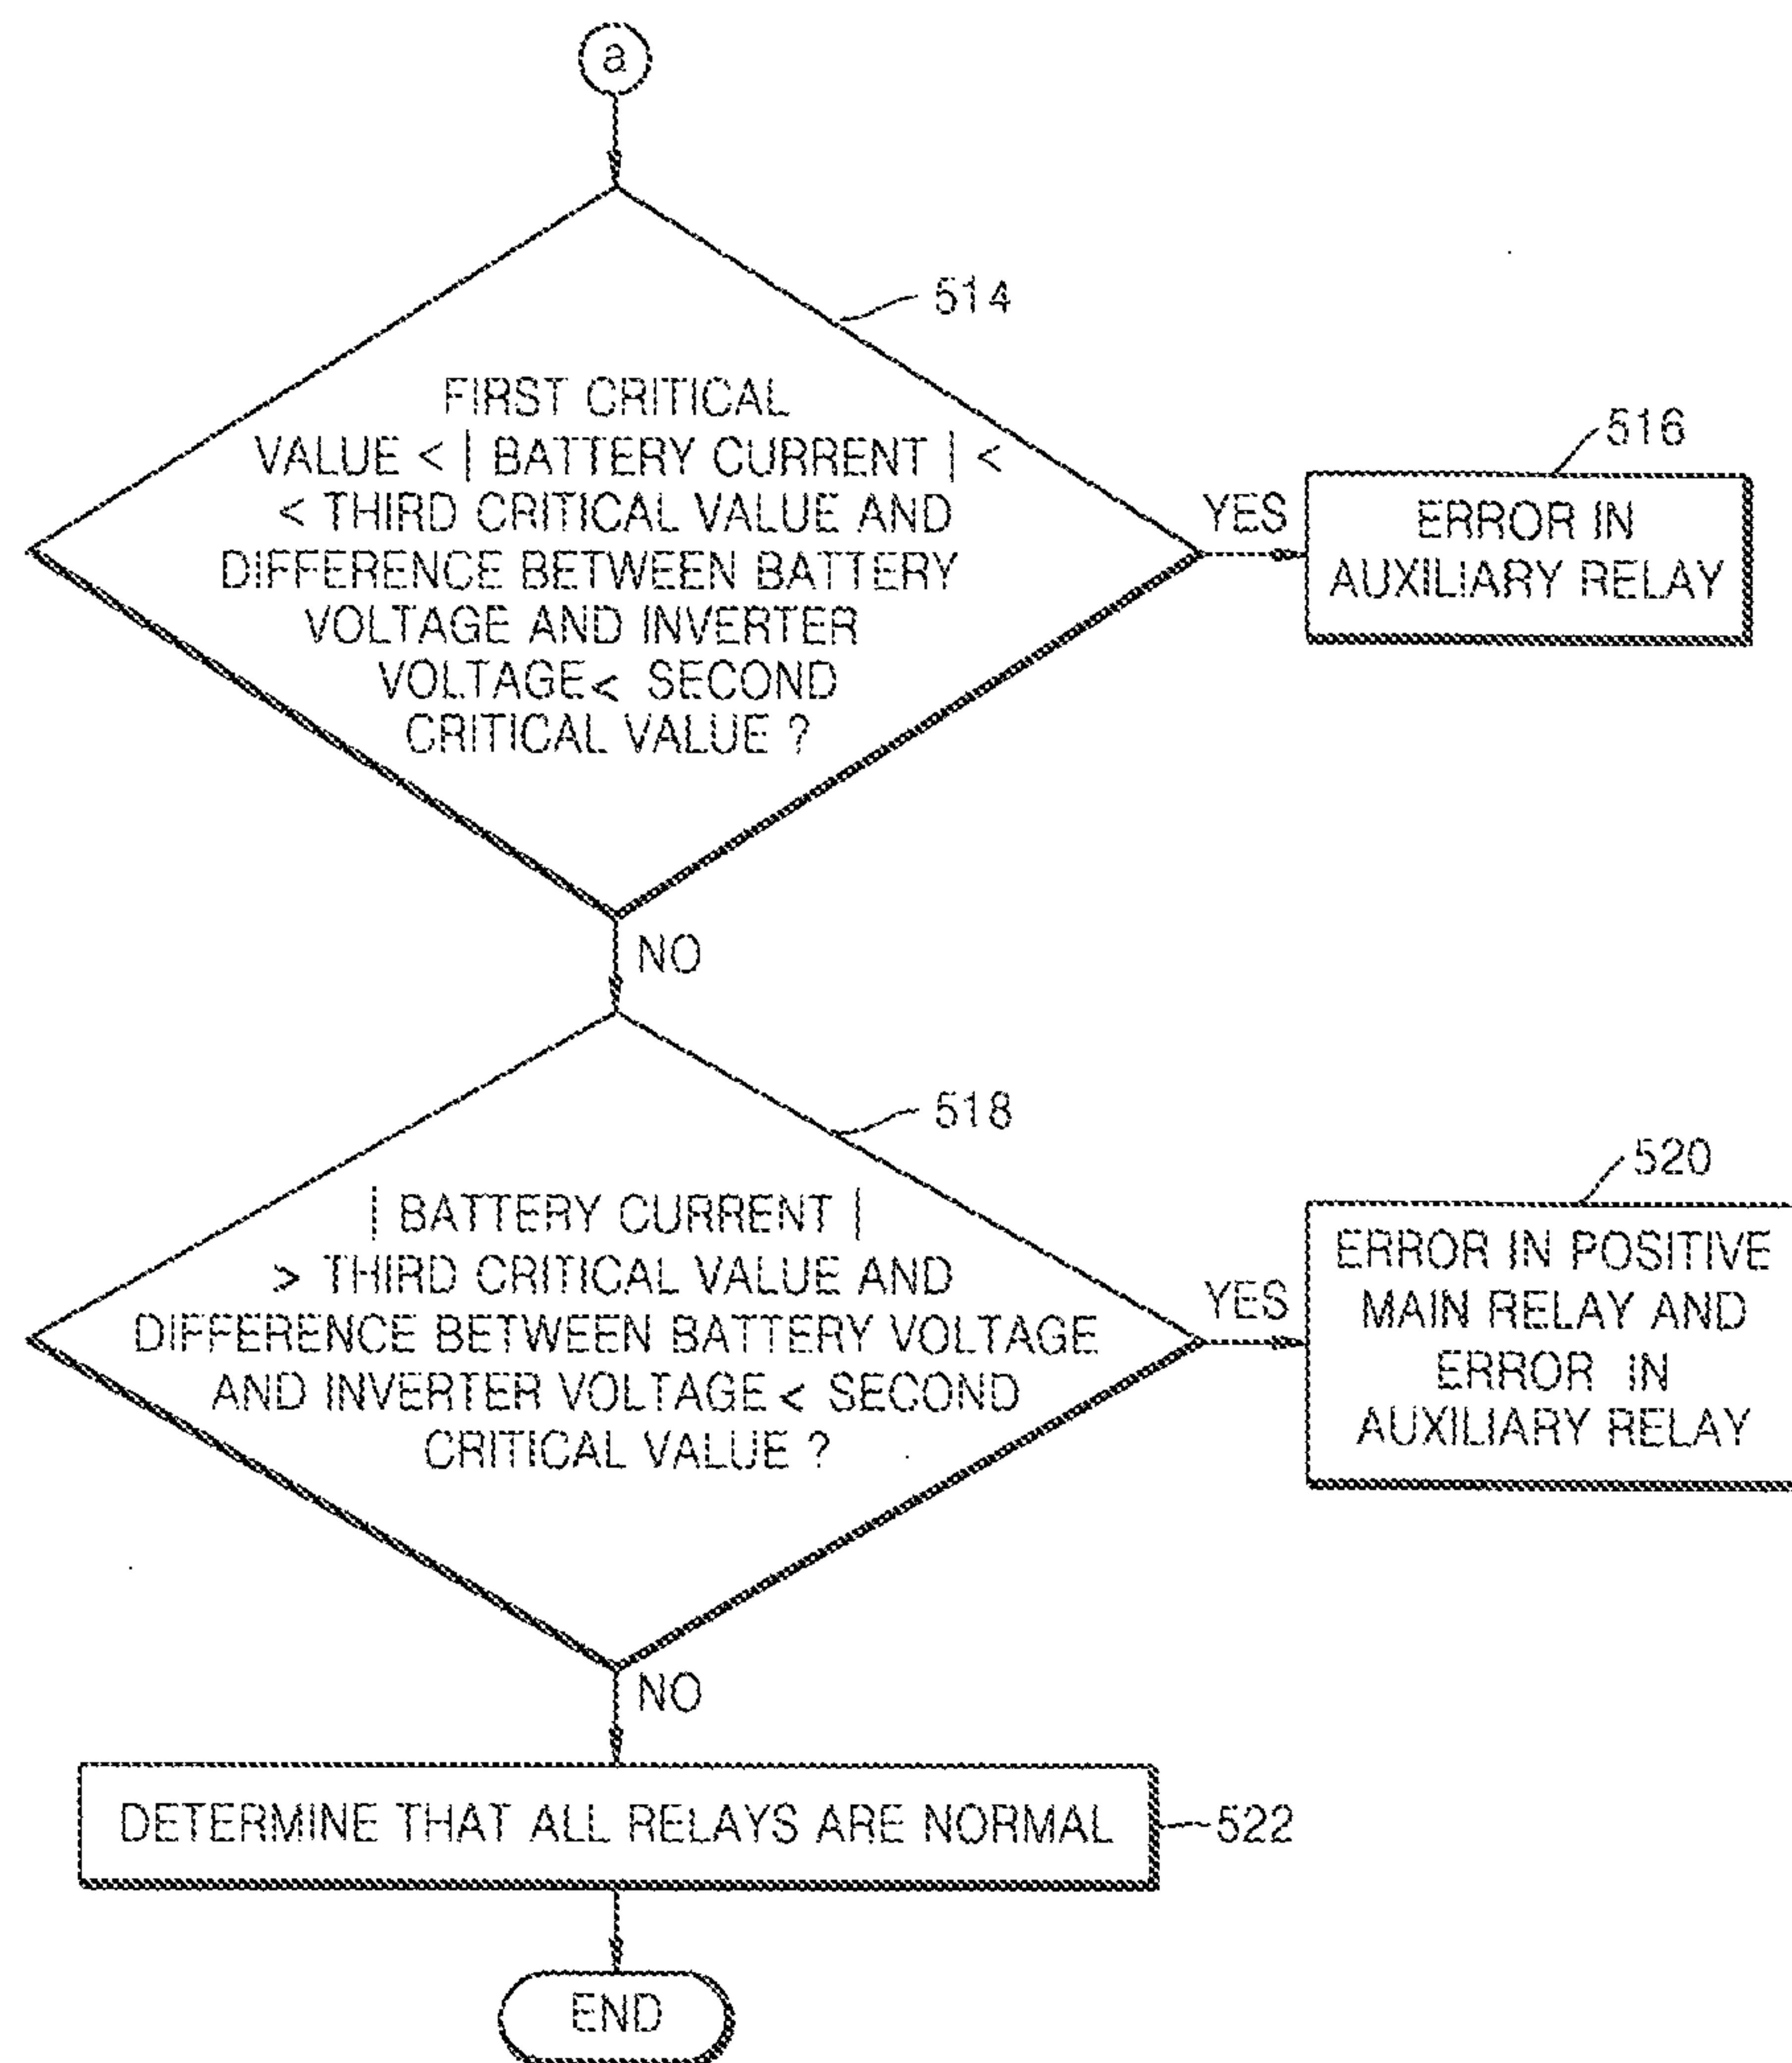 a
514
FIRST CRITICAL
VALUE < | BATTERY CURRENT | <
< THIRD CRITICAL VALUE AND
DIFFERENCE BETWEEN BATTERY
VOLTAGE AND INVERTER
VOLTAGE< SECOND
CRITICAL VALUE ?
YES
516
ERROR IN
AUXILIARY RELAY
NO
518
| BATTERY CURRENT |
> THIRD CRITICAL VALUE AND
DIFFERENCE BETWEEN BATTERY VOLTAGE
AND INVERTER VOLTAGE < SECOND
CRITICAL VALUE ?
YES
520
ERROR IN POSITIVE
MAIN RELAY AND
ERROR IN
AUXILIARY RELAY
NO
DETERMINE THAT ALL RELAYS ARE NORMAL
522
END